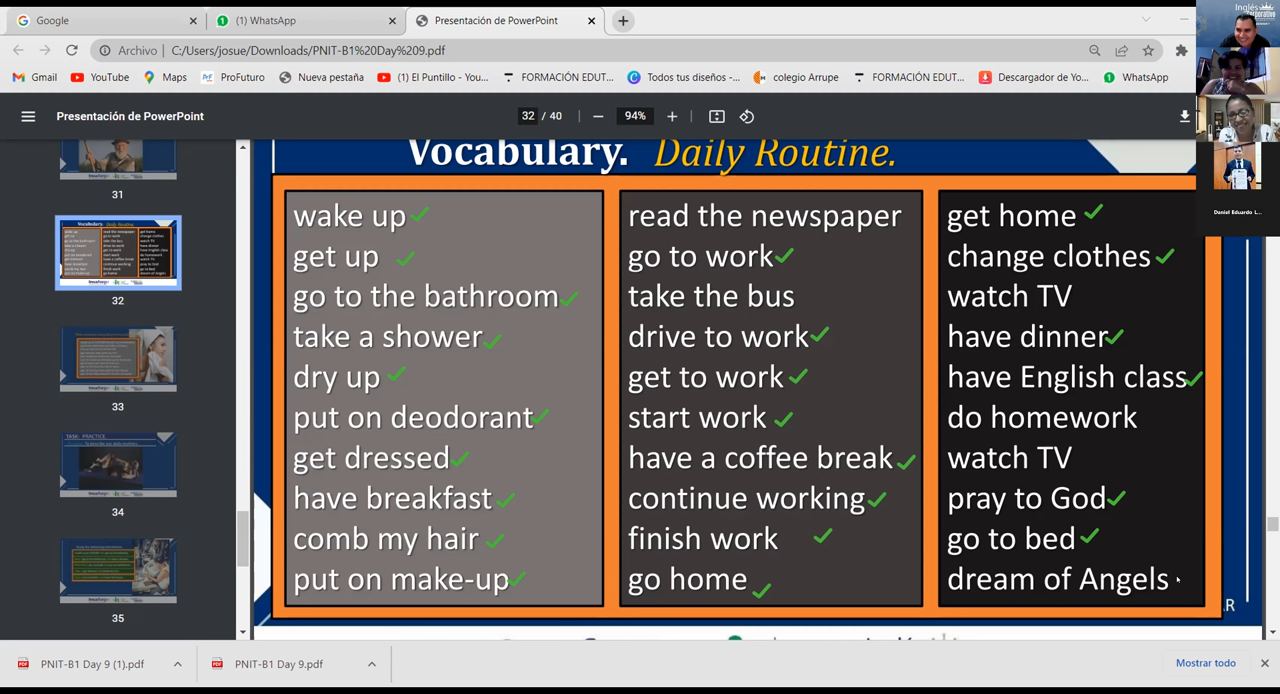 Google
(1) WhatsApp
Presentación de PowerPoint
Archivo
C:/Users/josue/Downloads/PNIT-B1%20Day%209.pdf
Gmail
YouTube
Maps
ProFuturo
Nueva pestaña
(1) El Puntillo - You...
FORMACIÓN EDUT...
Todos tus diseños -...
Colegio Arrupe
FORMACIÓN EDUT...
Descargador de Yo...
WhatsApp
Inglés
Corporativo
Presentación de PowerPoint
32 / 40
94%
31
32
33
34
35
Vocabulary. Daily Routine.
wake up
get up
go to the bathroom
take a shower
dry up
put on deodorant
get dressed
have breakfast
comb my hair
put on make-up
read the newspaper
go to work
take the bus
drive to work
get to work
start work
have a coffee break
continue working
finish work
go home
get home
change clothes
watch TV
have dinner
have English class
do homework
watch TV
pray to God
go to bed
dream of Angels
Daniel Eduardo L...
PNIT-B1 Day 9 (1).pdf
PNIT-B1 Day 9.pdf
Mostrar todo